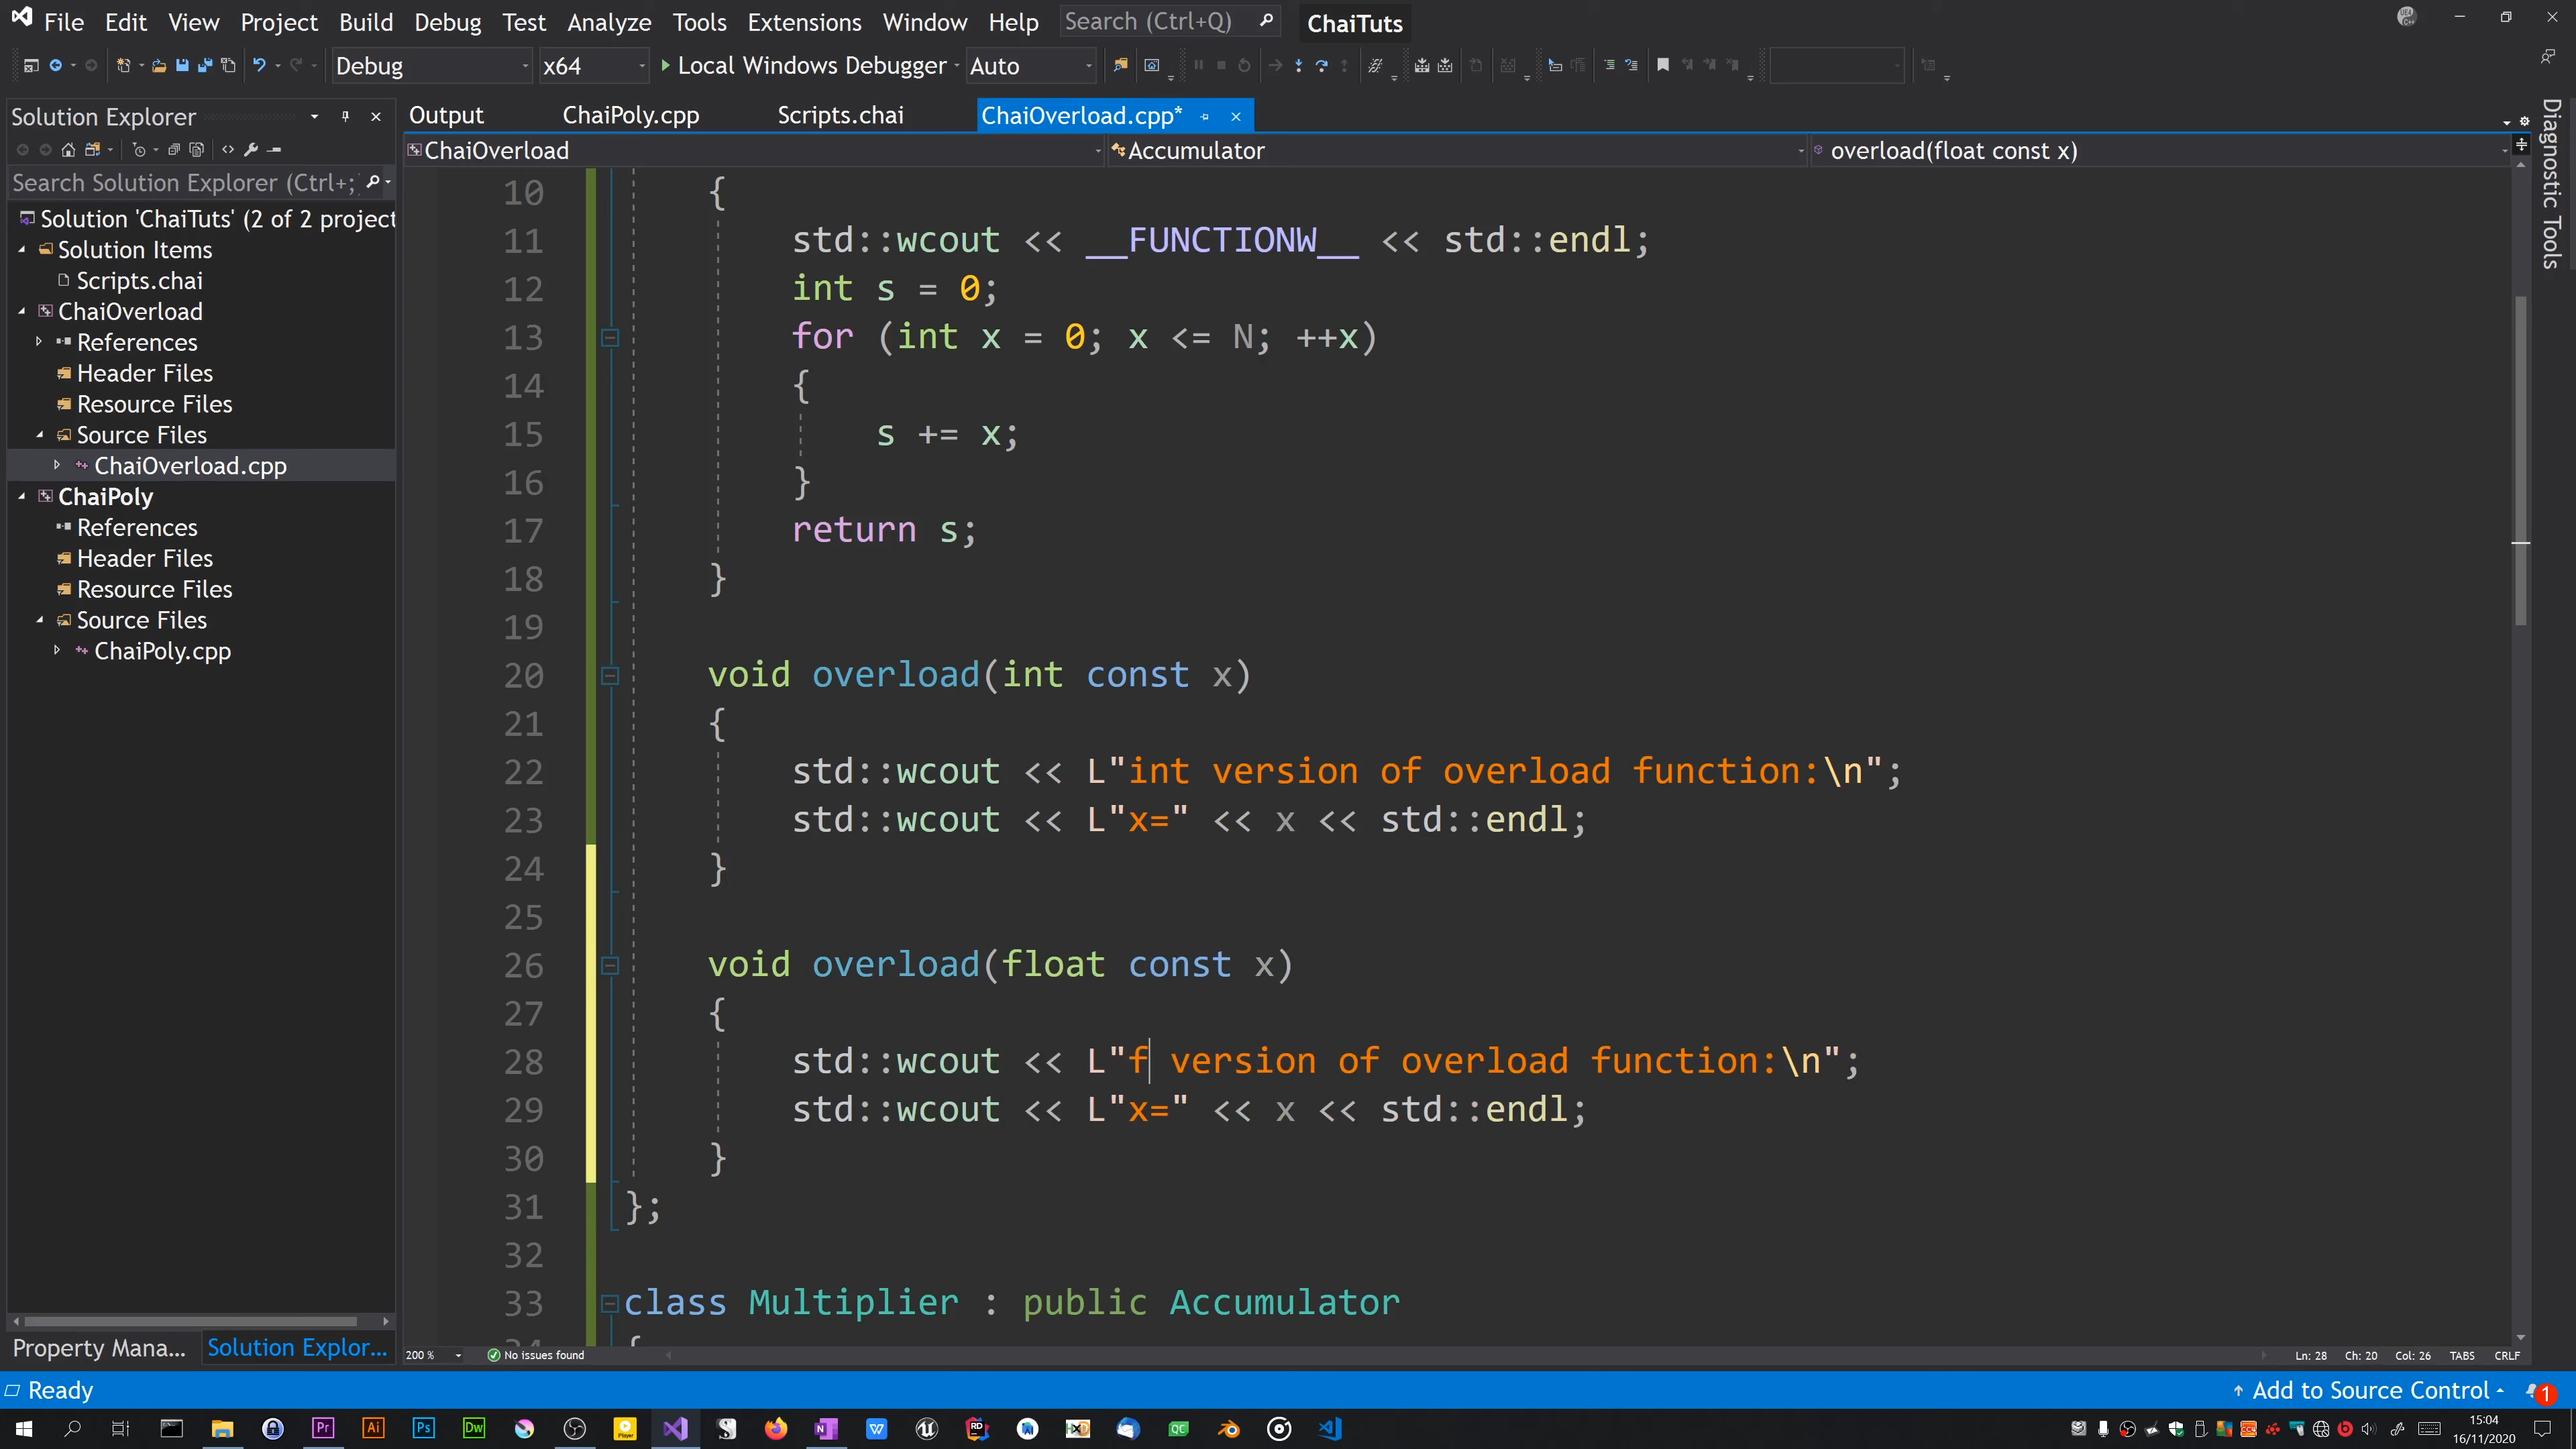 File Edit View Project Build Debug Test Analyze Tools Extensions Window Help Search (Ctrl+Q) ChaiTuts
Debug x64 Local Windows Debugger Auto
Solution Explorer
Output ChaiPoly.cpp Scripts.chai ChaiOverload.cpp*
ChaiOverload Accumulator overload(float const x)
Search Solution Explorer (Ctrl+;
Solution 'ChaiTuts' (2 of 2 project
Solution Items
Scripts.chai
ChaiOverload
References
Header Files
Resource Files
Source Files
ChaiOverload.cpp
ChaiPoly
References
Header Files
Resource Files
Source Files
ChaiPoly.cpp
Property Mana... Solution Explor...
10 {
11 std::wcout << __FUNCTIONW__ << std::endl;
12 int s = 0;
13 for (int x = 0; x <= N; ++x)
14 {
15 s += x;
16 }
17 return s;
18 }
19
20 void overload(int const x)
21 {
22 std::wcout << L"int version of overload function:\n";
23 std::wcout << L"x=" << x << std::endl;
24 }
25
26 void overload(float const x)
27 {
28 std::wcout << L"f version of overload function:\n";
29 std::wcout << L"x=" << x << std::endl;
30 }
31 };
32
33 class Multiplier : public Accumulator
Diagnostic Tools
200 % No issues found Ln: 28 Ch: 20 Col: 26 TABS CRLF
Ready Add to Source Control 1
Pr Ai Ps Dw
15:04
16/11/2020